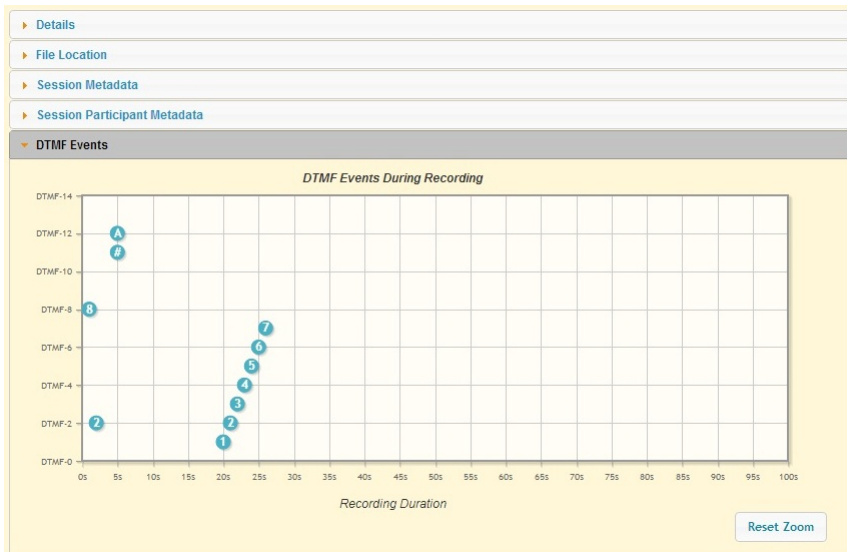 Details
File Location
Session Metadata
Session Participant Metadata
DTMF Events
DTMF Events During Recording
DTMF-14
DTMF-12
A
#
DTMF-10
DTMF-8
8
7
DTMF-6
6
5
DTMF-4
4
3
DTMF-2
2
2
1
DTMF-0
0s 5s 10s 15s 20s 25s 30s 35s 40s 45s 50s 55s 60s 65s 70s 75s 80s 85s 90s 95s 100s
Recording Duration
Reset Zoom